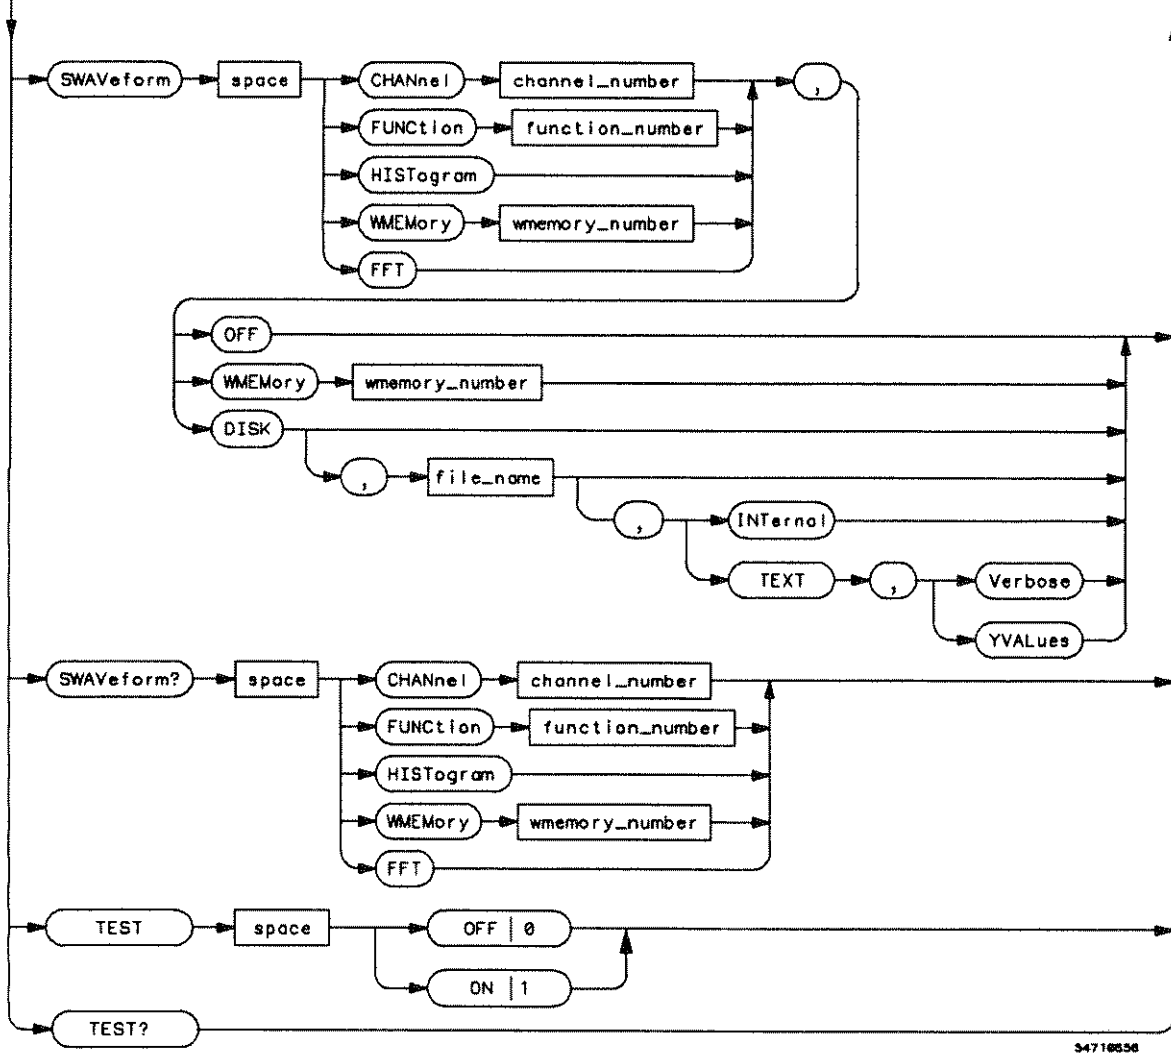 SWAVeform space CHANnel channel_number ,
FUNCtion function_number
HISTogram
WMEMory wmemory_number
FFT
OFF
WMEMory wmemory_number
DISK
, file_name
, INTernal
TEXT , Verbose
YVALues
SWAVeform? space CHANnel channel_number
FUNCtion function_number
HISTogram
WMEMory wmemory_number
FFT
TEST space OFF | 0
ON | 1
TEST?